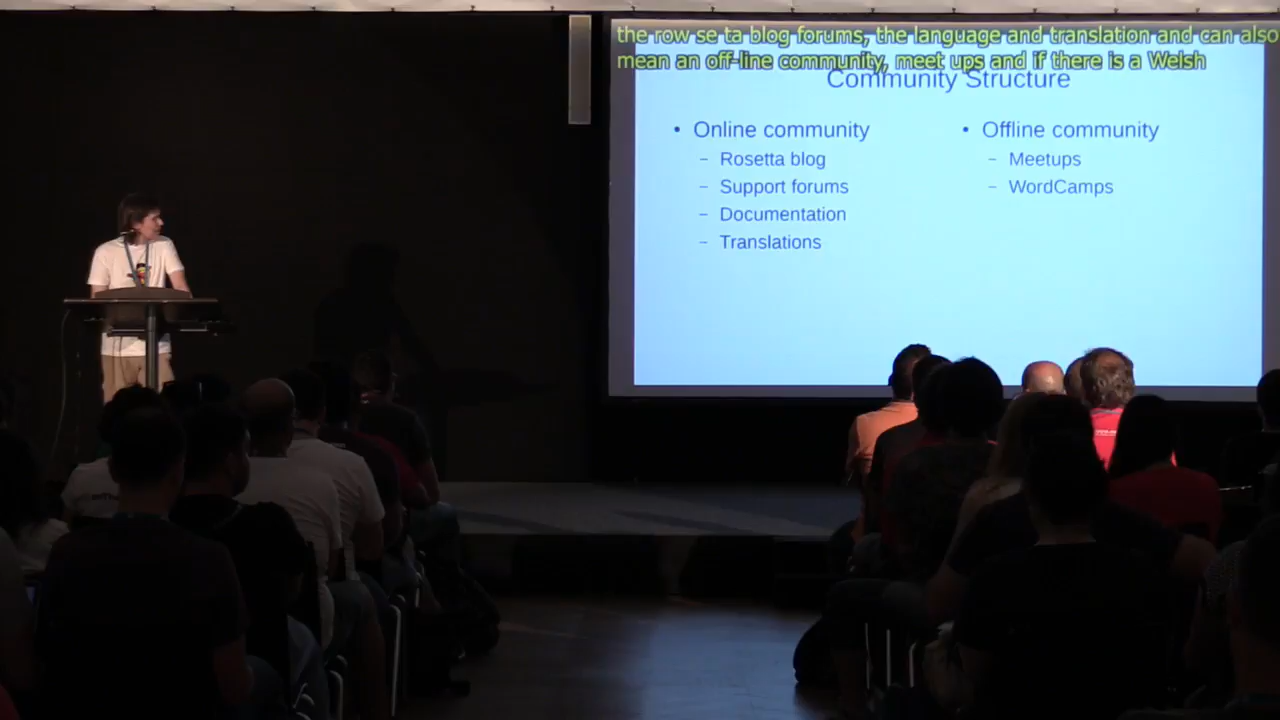 the row se ta blog forums, the language and translation and can also
mean an off-line community, meet ups and if there is a Welsh
Community Structure
• Online community
– Rosetta blog
– Support forums
– Documentation
– Translations
• Offline community
– Meetups
– WordCamps